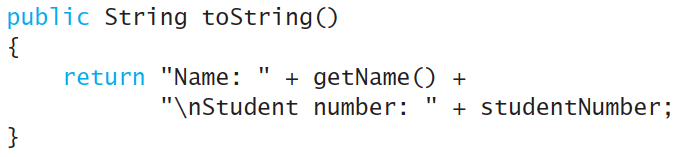 public String toString()
{
    return "Name: " + getName() +
           "\nStudent number: " + studentNumber;
}